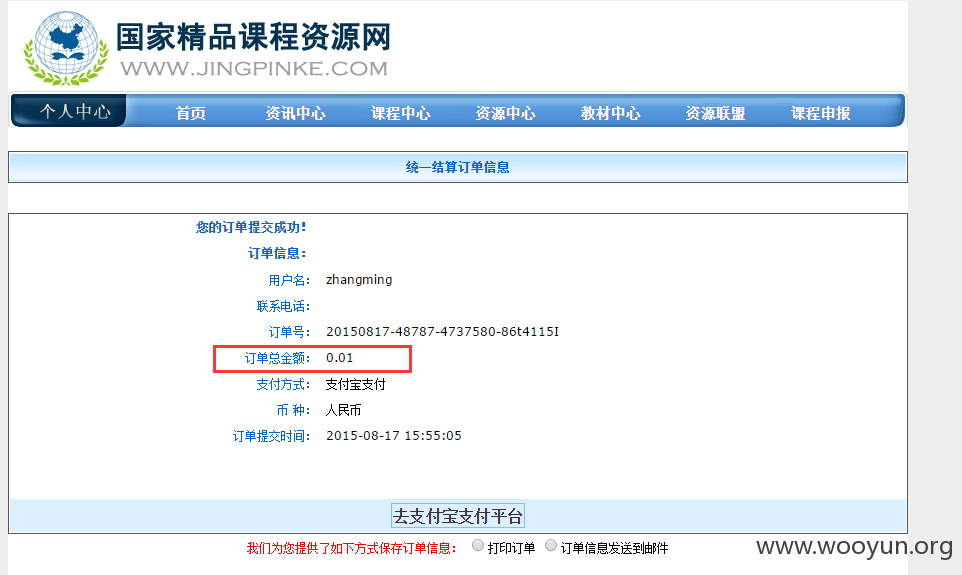 国家精品课程资源网
WWW.JINGPINKE.COM
个人中心 首页 资讯中心 课程中心 资源中心 教材中心 资源联盟 课程申报
统一结算订单信息
您的订单提交成功!
订单信息:
用户名: zhangming
联系电话:
订单号: 20150817-48787-4737580-86t4115I
订单总金额: 0.01
支付方式: 支付宝支付
币 种: 人民币
订单提交时间: 2015-08-17 15:55:05
去支付宝支付平台
我们为您提供了如下方式保存订单信息: 打印订单 订单信息发送到邮件
www.wooyun.org